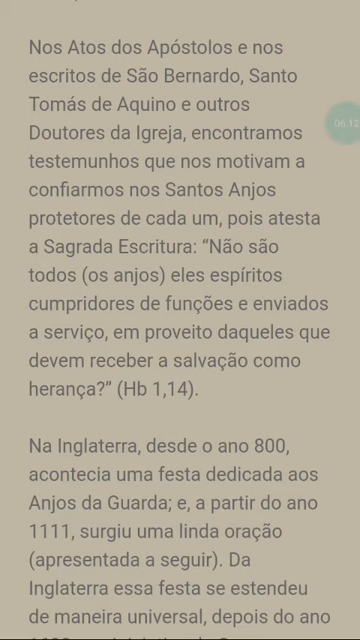 Nos Atos dos Apóstolos e nos
escritos de São Bernardo, Santo
Tomás de Aquino e outros
Doutores da Igreja, encontramos
testemunhos que nos motivam a
confiarmos nos Santos Anjos
protetores de cada um, pois atesta
a Sagrada Escritura: “Não são
todos (os anjos) eles espíritos
cumpridores de funções e enviados
a serviço, em proveito daqueles que
devem receber a salvação como
herança?” (Hb 1,14).
Na Inglaterra, desde o ano 800,
acontecia uma festa dedicada aos
Anjos da Guarda; e, a partir do ano
1111, surgiu uma linda oração
(apresentada a seguir). Da
Inglaterra essa festa se estendeu
de maneira universal, depois do ano
06:12